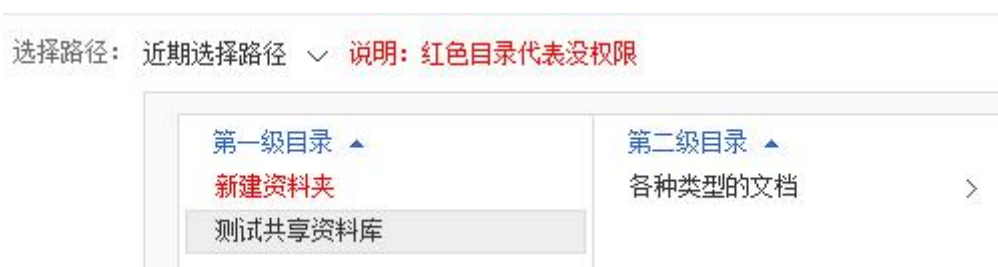 选择路径： 近期选择路径 说明：红色目录代表没权限
第一级目录 第二级目录
新建资料夹 各种类型的文档
测试共享资料库